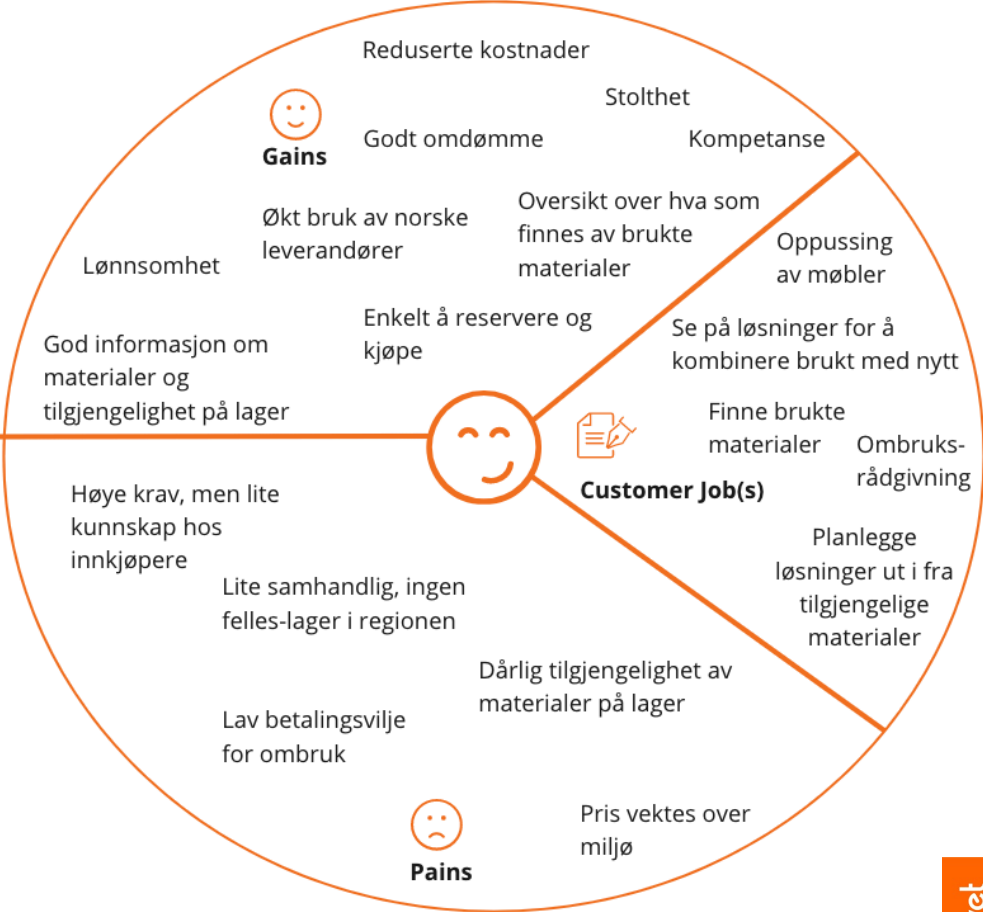 Reduserte kostnader
Stolthet
Gains
Godt omdømme
Kompetanse
Økt bruk av norske
leverandører
Oversikt over hva som
finnes av brukte
materialer
Lønnsomhet
Enkelt å reservere og
kjøpe
God informasjon om
materialer og
tilgjengelighet på lager
Oppussing
av møbler
Se på løsninger for å
kombinere brukt med nytt
Finne brukte
materialer
Ombruks-
rådgivning
Customer Job(s)
Planlegge
løsninger ut i fra
tilgjengelige
materialer
Høye krav, men lite
kunnskap hos
innkjøpere
Lite samhandlig, ingen
felles-lager i regionen
Dårlig tilgjengelighet av
materialer på lager
Lav betalingsvilje
for ombruk
Pris vektes over
miljø
Pains